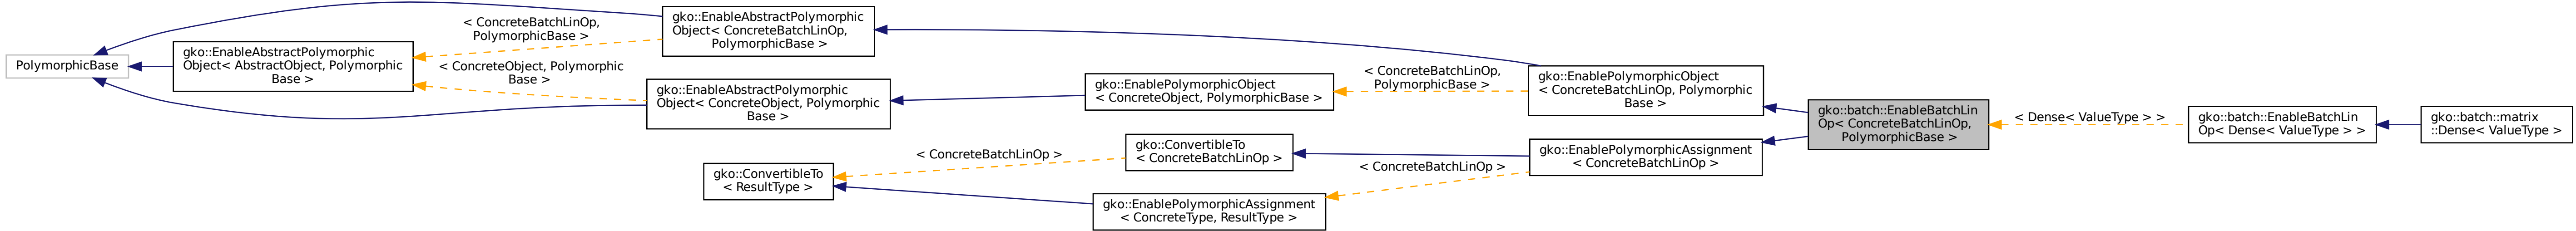 PolymorphicBase
gko::EnableAbstractPolymorphic
Object< AbstractObject, Polymorphic
Base >
< ConcreteBatchLinOp,
PolymorphicBase >
< ConcreteObject, Polymorphic
Base >
gko::EnableAbstractPolymorphic
Object< ConcreteBatchLinOp,
PolymorphicBase >
gko::EnableAbstractPolymorphic
Object< ConcreteObject, Polymorphic
Base >
gko::ConvertibleTo
< ResultType >
< ConcreteBatchLinOp >
gko::EnablePolymorphicObject
< ConcreteObject, PolymorphicBase >
gko::ConvertibleTo
< ConcreteBatchLinOp >
gko::EnablePolymorphicAssignment
< ConcreteType, ResultType >
< ConcreteBatchLinOp,
PolymorphicBase >
< ConcreteBatchLinOp >
gko::EnablePolymorphicObject
< ConcreteBatchLinOp, Polymorphic
Base >
gko::EnablePolymorphicAssignment
< ConcreteBatchLinOp >
gko::batch::EnableBatchLin
Op< ConcreteBatchLinOp,
PolymorphicBase >
< Dense< ValueType > >
gko::batch::EnableBatchLin
Op< Dense< ValueType > >
gko::batch::matrix
::Dense< ValueType >